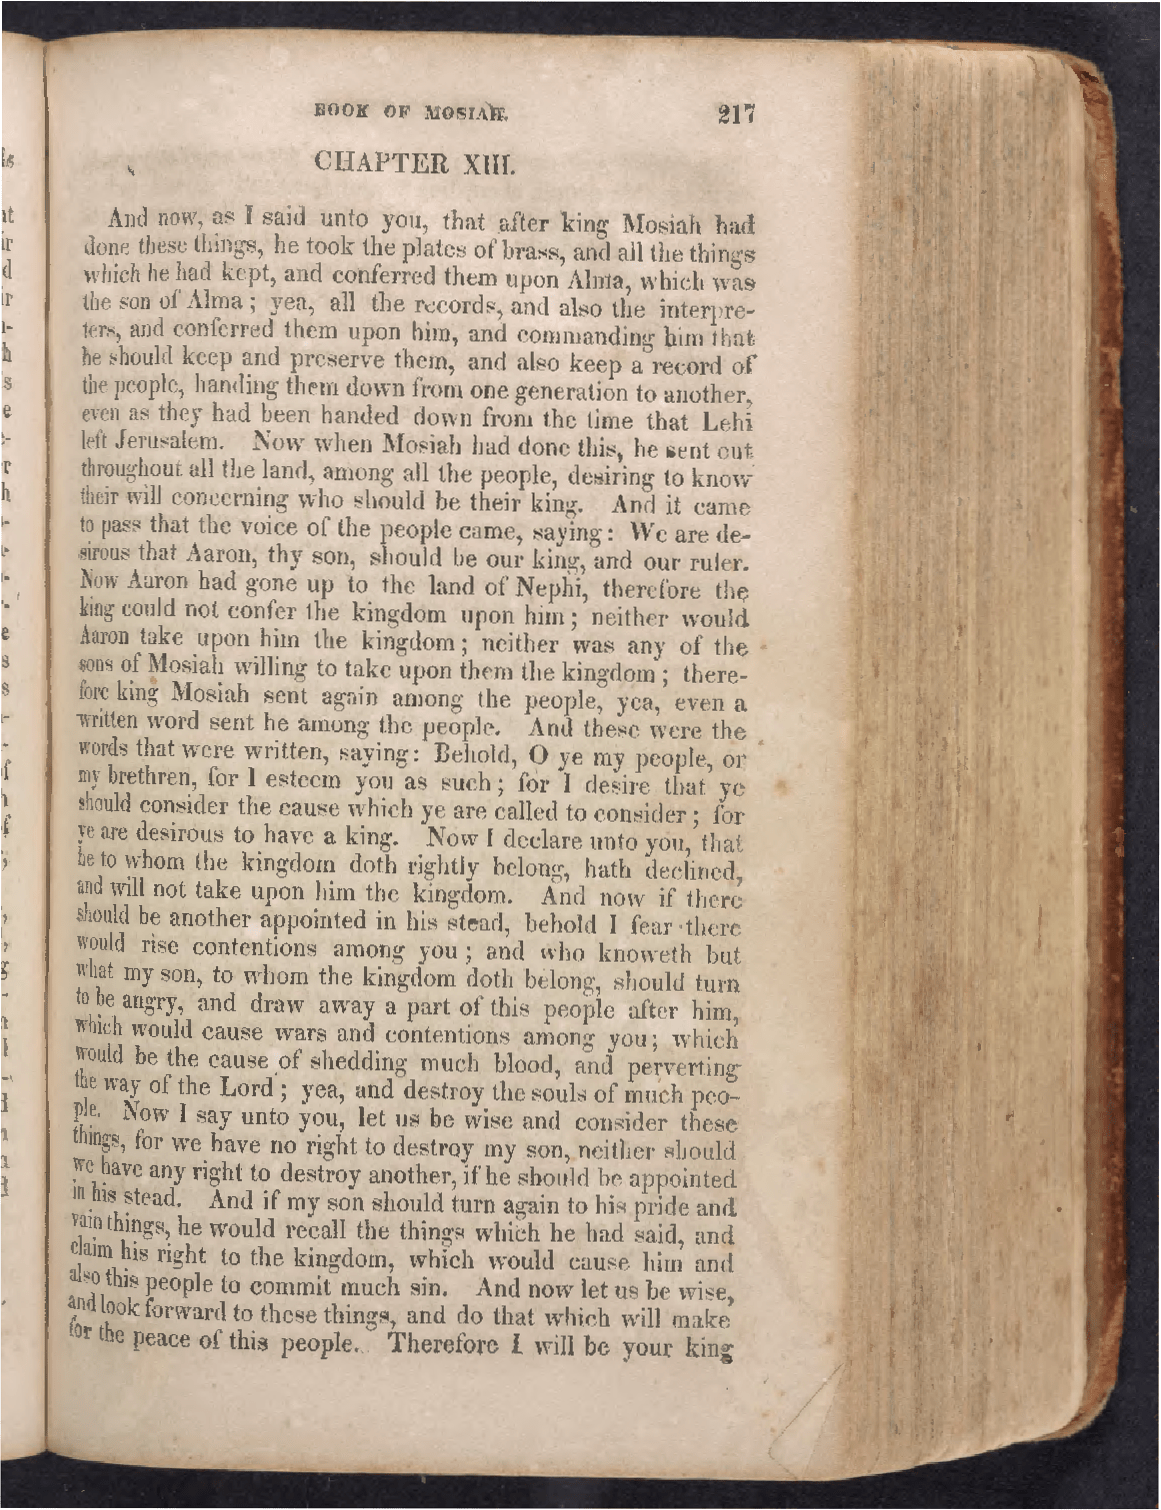 BOOK OF MOSIAH. 217
CHAPTER XIII.
And now, as I said unto you, that after king Mosiah had
done these things, he took the plates of brass, and all the things
which he had kept, and conferred them upon Alma, which was
the son of Alma; yea, all the records, and also the interpre-
ters, and conferred them upon him, and commanding him that
he should keep and preserve them, and also keep a record of
the people, handing them down from one generation to another,
even as they had been handed down from the time that Lehi
left Jerusalem. Now when Mosiah had done this, he sent out
throughout all the land, among all the people, desiring to know
their will concerning who should be their king. And it came
to pass that the voice of the people came, saying: We are de-
sirous that Aaron, thy son, should be our king, and our ruler.
Now Aaron had gone up to the land of Nephi, therefore the
king could not confer the kingdom upon him; neither would
Aaron take upon him the kingdom; neither was any of the
sons of Mosiah willing to take upon them the kingdom; there-
fore king Mosiah sent again among the people, yea, even a
written word sent he among the people. And these were the
words that were written, saying: Behold, O ye my people, or
my brethren, for I esteem you as such; for I desire that ye
should consider the cause which ye are called to consider; for
ye are desirous to have a king. Now I declare unto you, that
he to whom the kingdom doth rightly belong, hath declined,
and will not take upon him the kingdom. And now if there
should be another appointed in his stead, behold I fear there
would rise contentions among you; and who knoweth but
what my son, to whom the kingdom doth belong, should turn
to be angry, and draw away a part of this people after him,
which would cause wars and contentions among you; which
would be the cause of shedding much blood, and perverting
the way of the Lord; yea, and destroy the souls of much peo-
ple. Now I say unto you, let us be wise and consider these
things, for we have no right to destroy my son, neither should
we have any right to destroy another, if he should be appointed
in his stead. And if my son should turn again to his pride and
vain things, he would recall the things which he had said, and
claim his right to the kingdom, which would cause him and
also this people to commit much sin. And now let us be wise,
and look forward to these things, and do that which will make
for the peace of this people. Therefore I will be your king